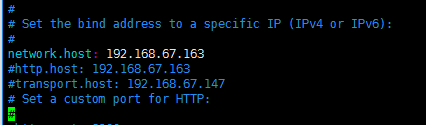 #
# Set the bind address to a specific IP (IPv4 or IPv6):
#
network.host: 192.168.67.163
#http.host: 192.168.67.163
#transport.host: 192.168.67.147
# Set a custom port for HTTP:
#